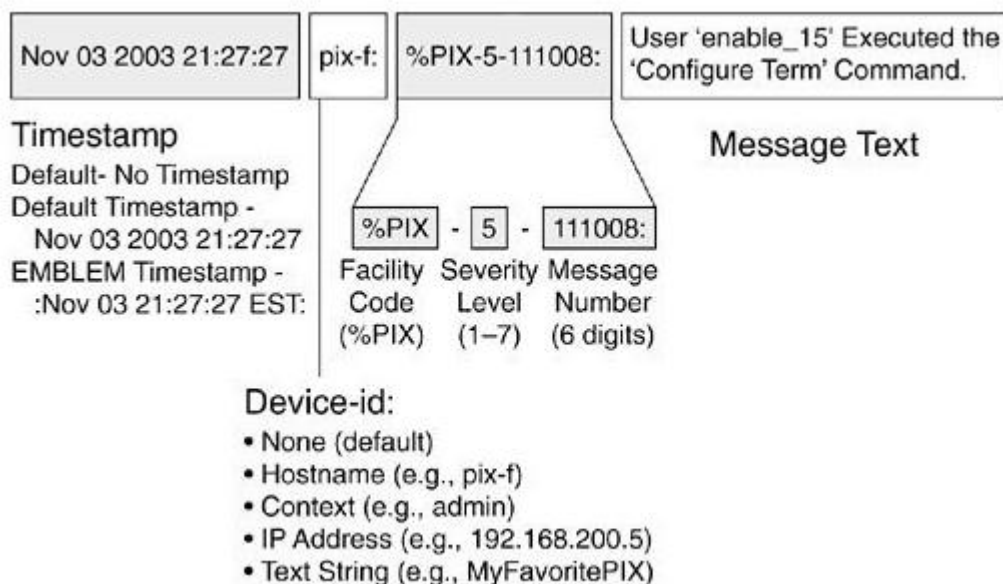 Nov 03 2003 21:27:27
pix-f:
%PIX-5-111008:
User ‘enable_15’ Executed the
‘Configure Term’ Command.
Timestamp
Default- No Timestamp
Default Timestamp -
Nov 03 2003 21:27:27
EMBLEM Timestamp -
:Nov 03 21:27:27 EST:
Message Text
%PIX - 5 - 111008:
Facility Code (%PIX)
Severity Level (1–7)
Message Number (6 digits)
Device-id:
• None (default)
• Hostname (e.g., pix-f)
• Context (e.g., admin)
• IP Address (e.g., 192.168.200.5)
• Text String (e.g., MyFavoritePIX)